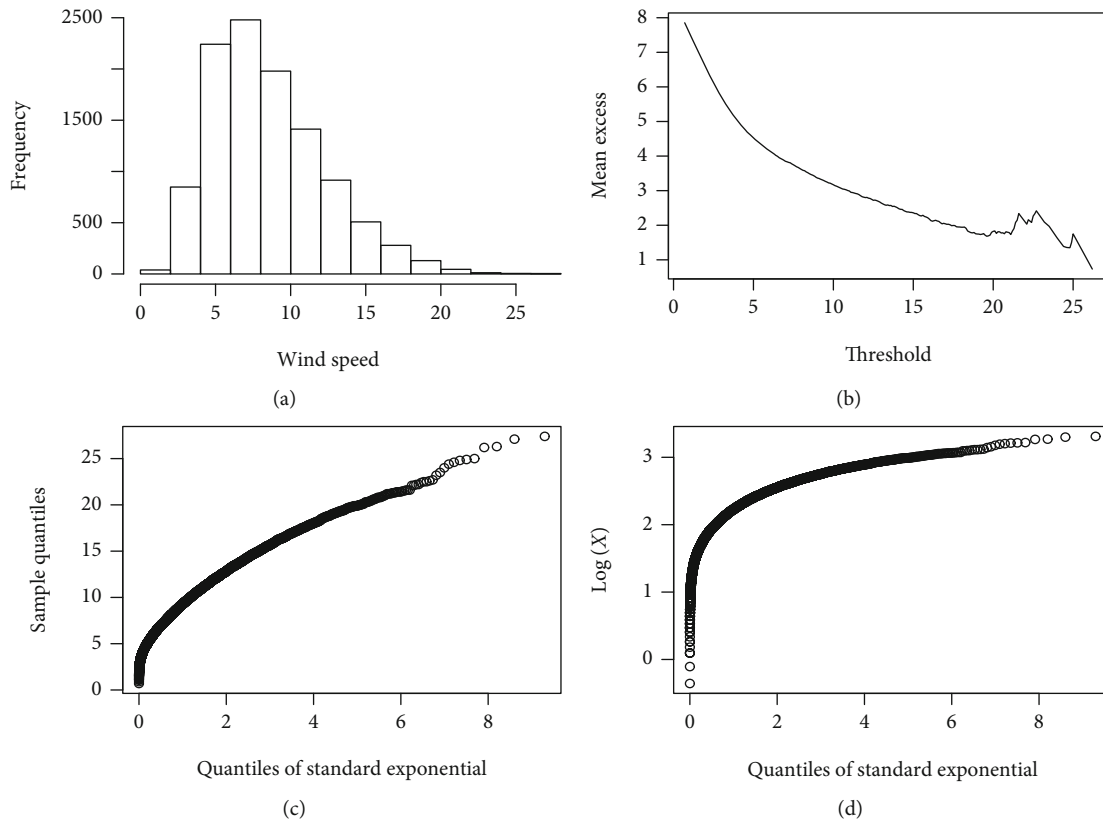 2500
1500
500
0
Frequency
0 5 10 15 20 25
Wind speed
(a)
8
7
6
5
4
3
2
1
Mean excess
0 5 10 15 20 25
Threshold
(b)
25
20
15
10
5
0
Sample quantiles
0 2 4 6 8
Quantiles of standard exponential
(c)
3
2
1
0
Log (X)
0 2 4 6 8
Quantiles of standard exponential
(d)